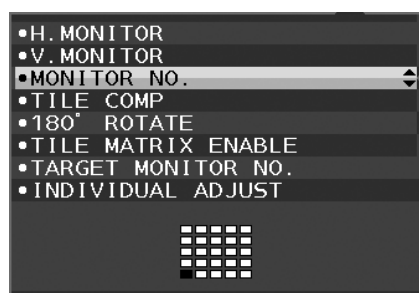 •H.MONITOR
•V.MONITOR
•MONITOR NO.
•TILE COMP
•180° ROTATE
•TILE MATRIX ENABLE
•TARGET MONITOR NO.
•INDIVIDUAL ADJUST